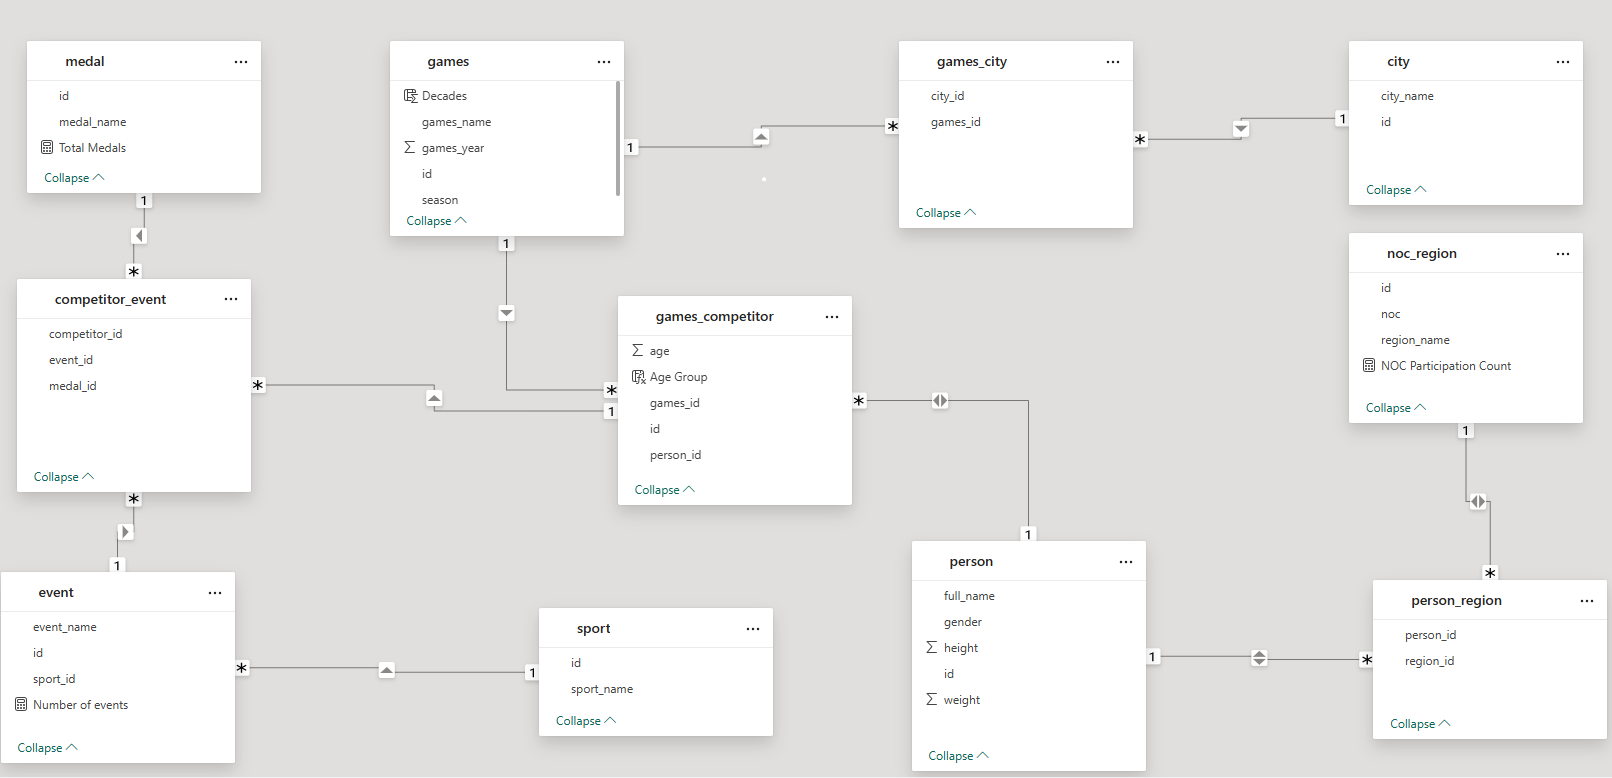 medal
id
medal_name
Total Medals
Collapse
1
*
games
Decades
games_name
games_year
id
season
Collapse
1
1
games_city
city_id
games_id
Collapse
*
*
city
city_name
id
Collapse
1
noc_region
id
noc
region_name
NOC Participation Count
Collapse
1
competitor_event
competitor_id
event_id
medal_id
Collapse
*
*
games_competitor
age
Age Group
games_id
id
person_id
Collapse
*
1
*
event
event_name
id
sport_id
Number of events
Collapse
1
*
sport
id
sport_name
Collapse
1
person
full_name
gender
height
id
weight
Collapse
1
1
person_region
person_id
region_id
Collapse
*
*